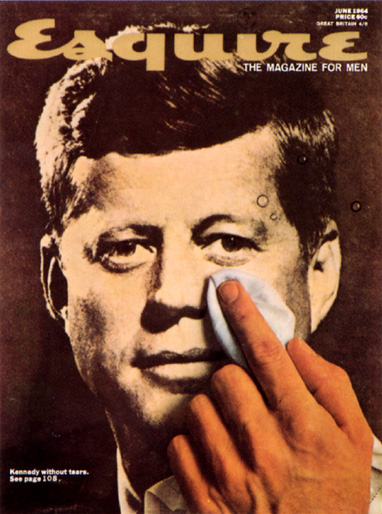 JUNE 1964
PRICE 60c
GREAT BRITAIN 4/6
Esquire
THE MAGAZINE FOR MEN
Kennedy without tears.
See page 108.